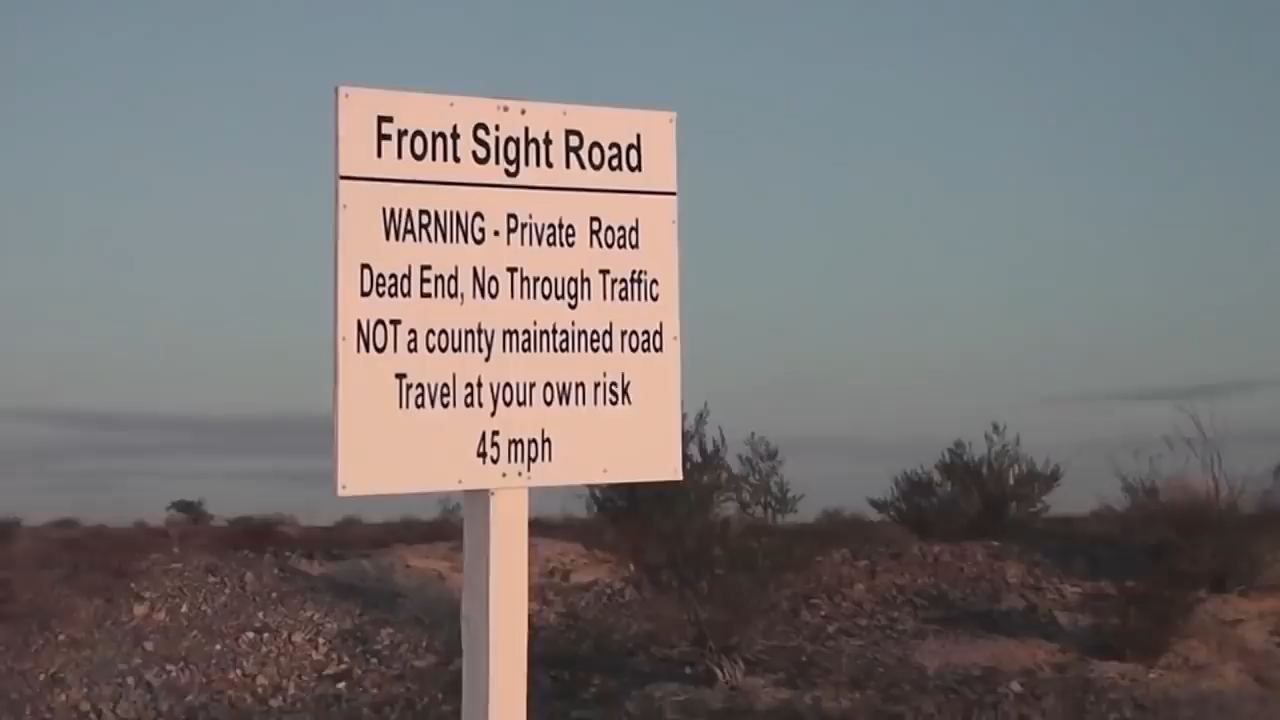 Front Sight Road
WARNING - Private Road
Dead End, No Through Traffic
NOT a county maintained road
Travel at your own risk
45 mph